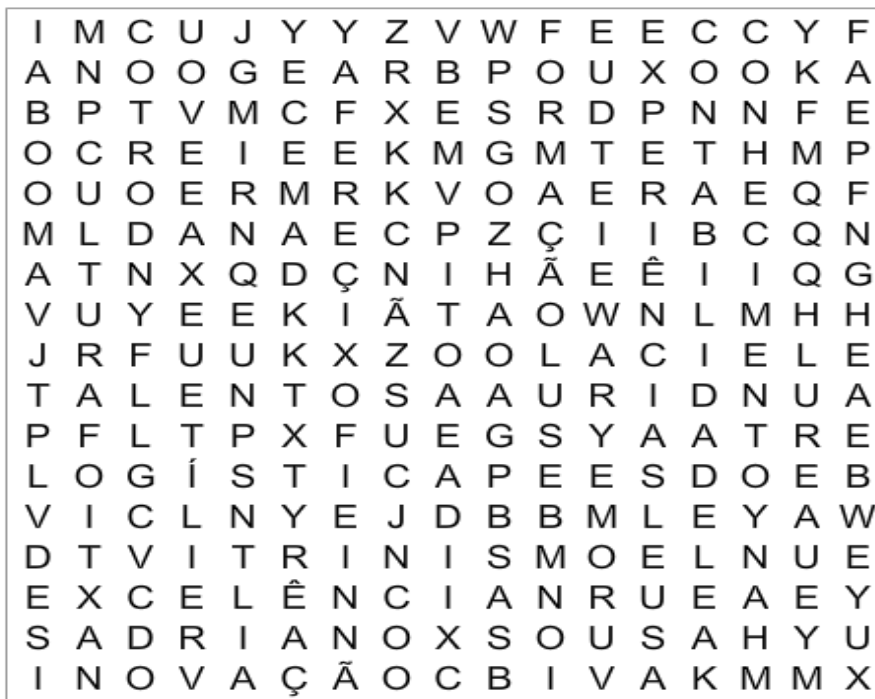 I M C U J Y Y Z V W F E E C C Y F
A N O O G E A R B P O U X O O K A
B P T V M C F X E S R D P N N F E
O C R E I E E K M G M T E T H M P
O U O E R M R K V O A E R A E Q F
M L D A N A E C P Z Ç I I B C Q N
A T N X Q D Ç N I H Ã E Ê I I Q G
V U Y E E K I Ã T A O W N L M H H
J R F U U K X Z O O L A C I E L E
T A L E N T O S A A U R I D N U A
P F L T P X F U E G S Y A A T R E
L O G Í S T I C A P E E S D O E B
V I C L N Y E J D B B M L E Y A W
D T V I T R I N I S M O E L N U E
E X C E L Ê N C I A N R U E A E Y
S A D R I A N O X S O U S A H Y U
I N O V A Ç Ã O C B I V A K M M X